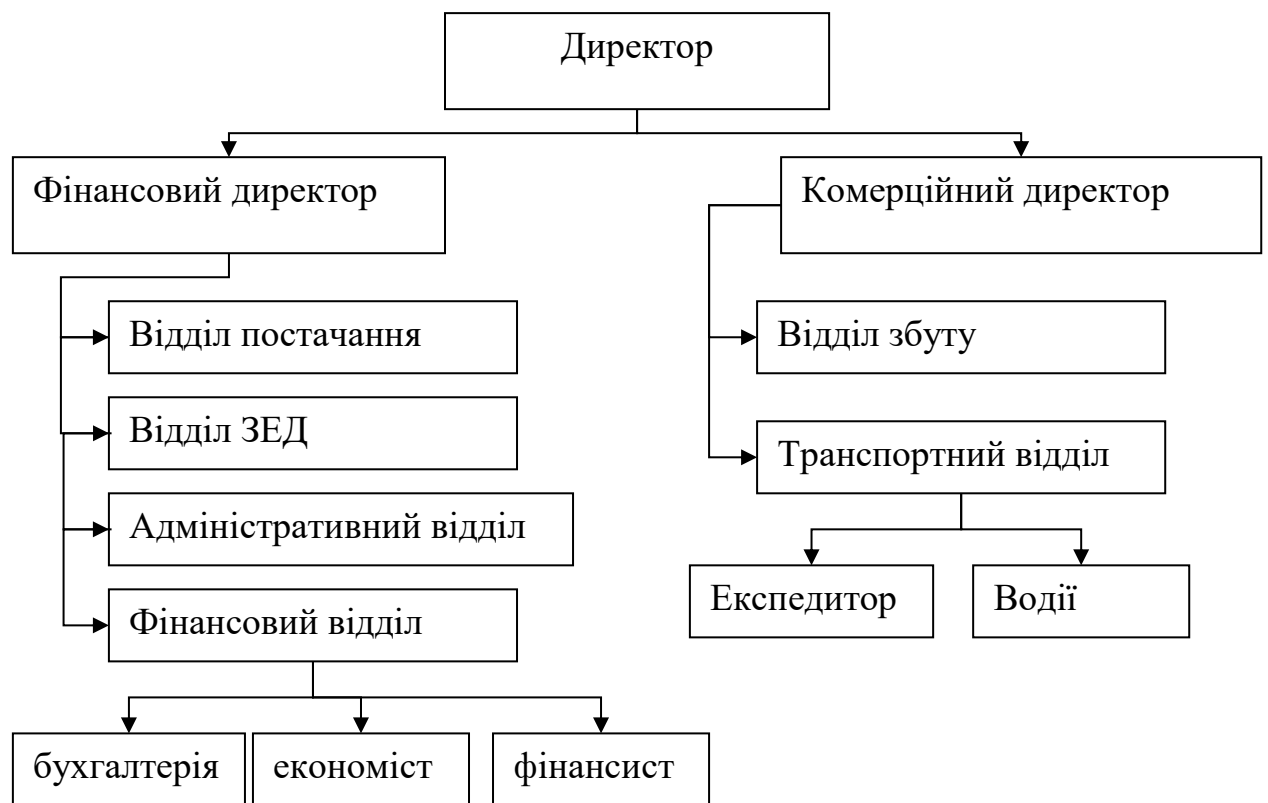 Директор
Фінансовий директор
Комерційний директор
Відділ постачання
Відділ збуту
Відділ ЗЕД
Транспортний відділ
Адміністративний відділ
Експедитор
Водії
Фінансовий відділ
бухгалтерія
економіст
фінансист